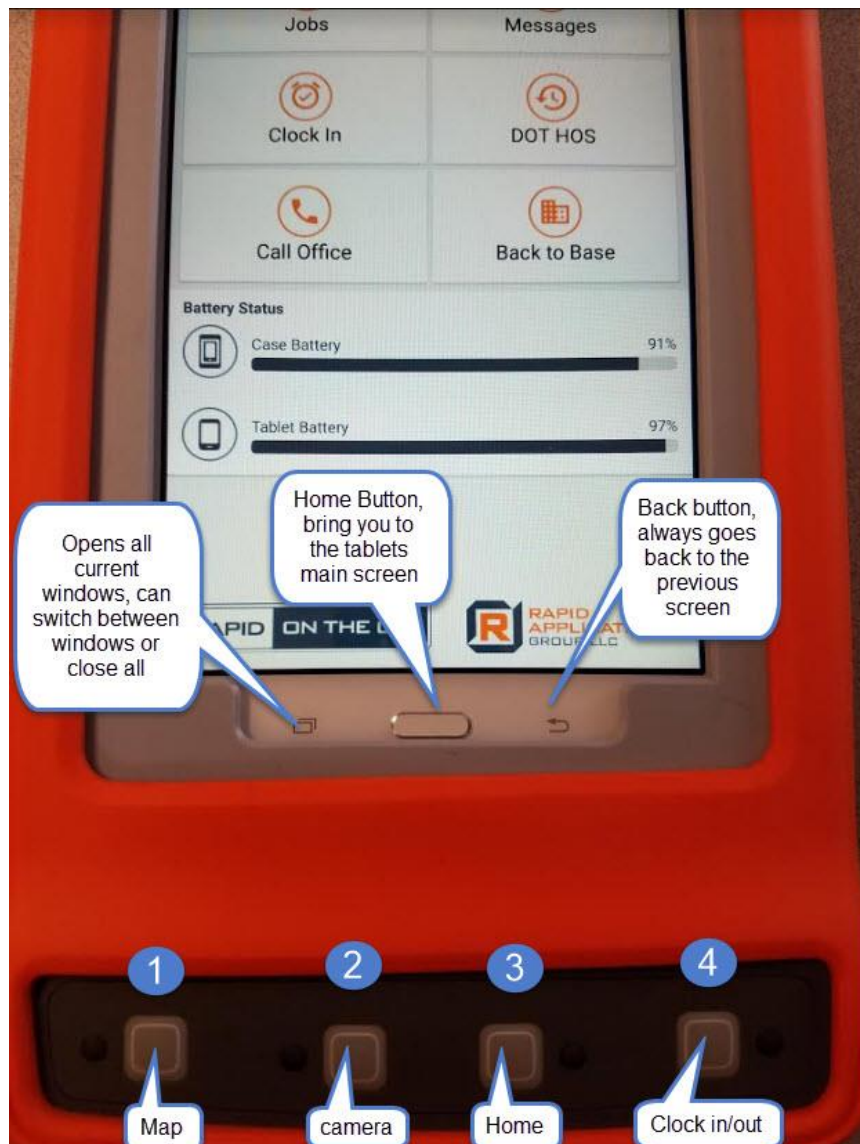 Jobs
Messages
Clock In
DOT HOS
Call Office
Back to Base
Battery Status
Case Battery
91%
Tablet Battery
97%
Opens all
current
windows, can
switch between
windows or
close all
Home Button,
bring you to
the tablets
main screen
Back button,
always goes
back to the
previous
screen
ON THE
R
RAPID
GROUP LLC
1
2
3
4
Map
camera
Home
Clock in/out